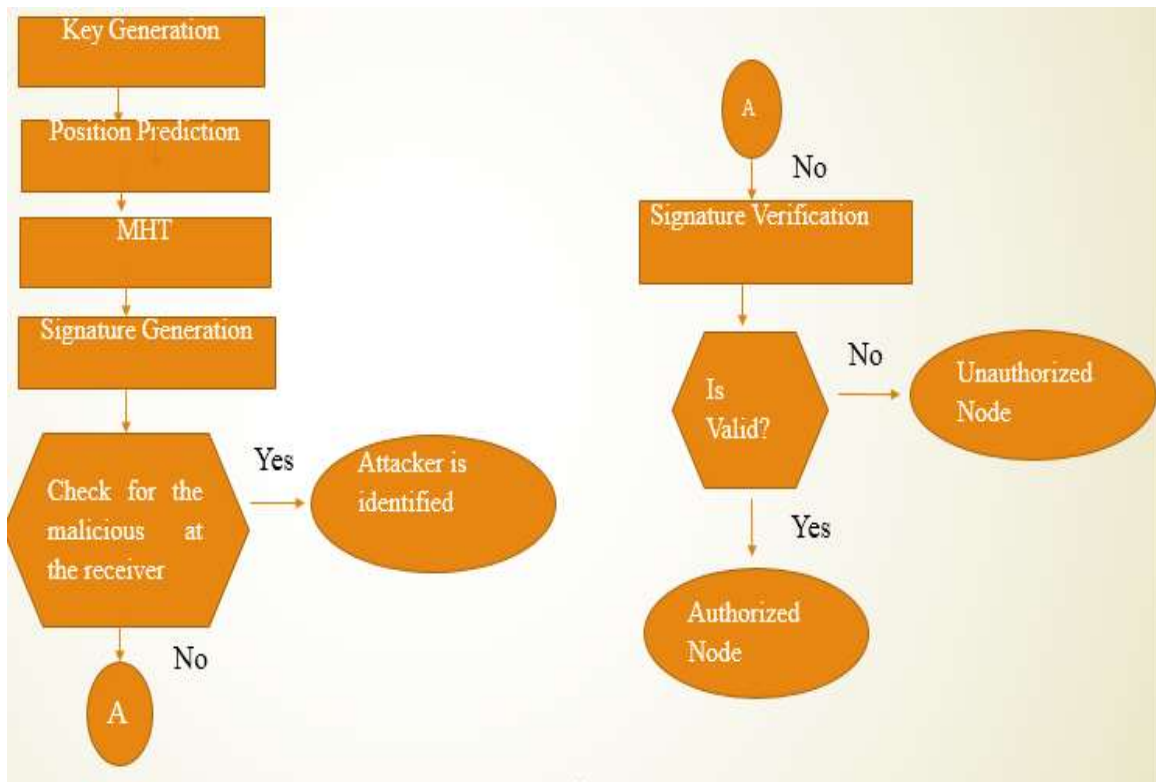 Key Generation
Position Prediction
MHT
Signature Generation
Check for the
malicious at
the receiver
Yes
Attacker is
identified
No
A
A
No
Signature Verification
Is
Valid?
No
Unauthorized
Node
Yes
Authorized
Node